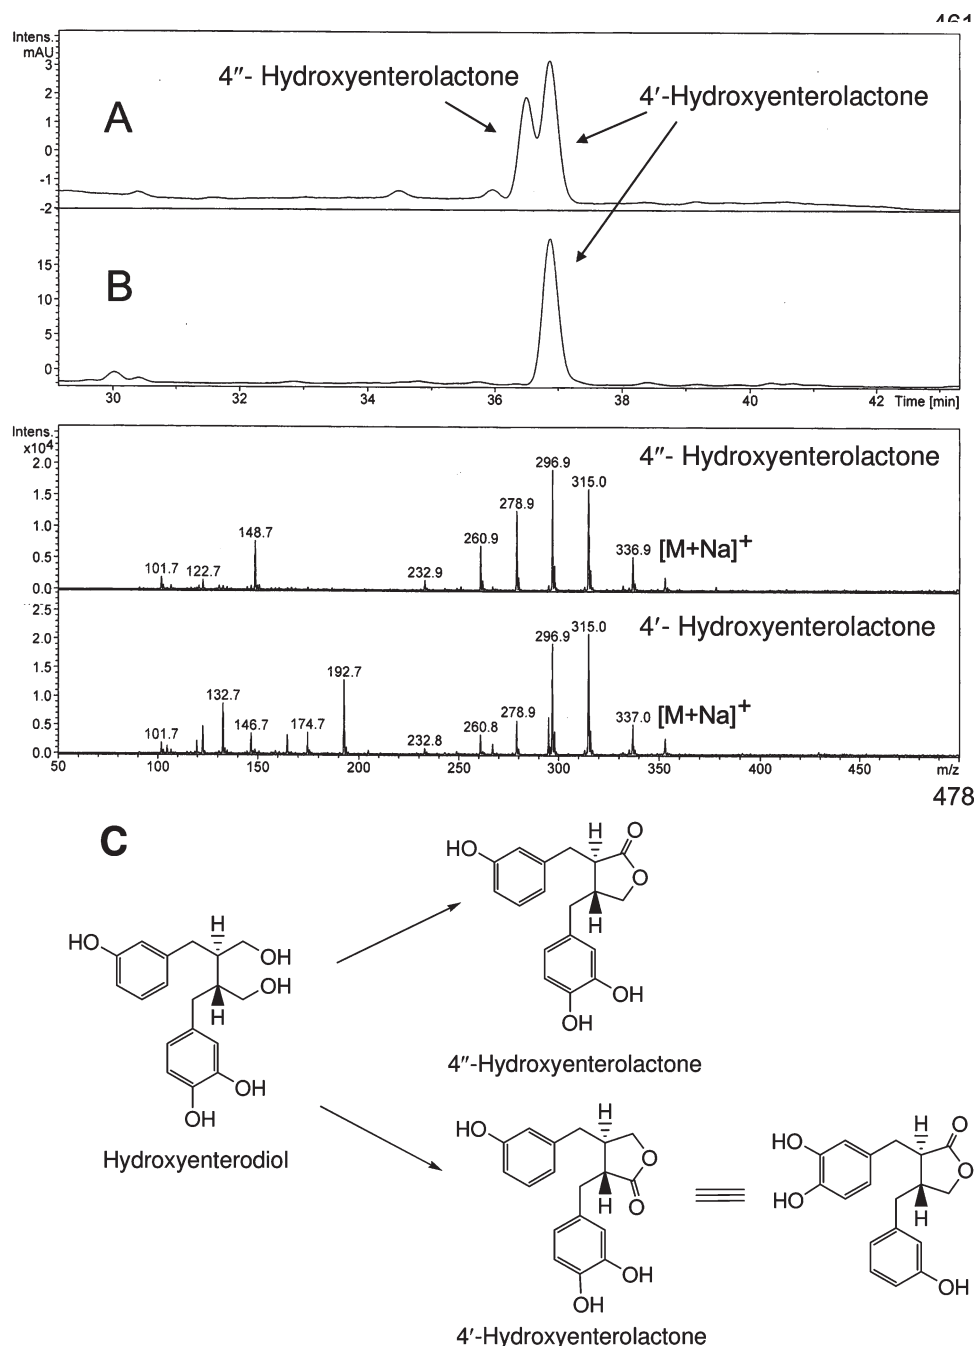 Intens.
mAU
3
2
1
0
-1
-2
4″- Hydroxyenterolactone
4′-Hydroxyenterolactone
A
15
10
5
0
B
30 32 34 36 38 40 42 Time [min]
Intens.
x10⁴
2.0
1.5
1.0
0.5
0.0
4″- Hydroxyenterolactone
101.7 122.7 148.7 232.9 260.9 278.9 296.9 315.0 336.9 [M+Na]⁺
2.5
2.0
1.5
1.0
0.5
0.0
4′- Hydroxyenterolactone
101.7 132.7 146.7 174.7 192.7 232.8 260.8 278.9 296.9 315.0 337.0 [M+Na]⁺
50 100 150 200 250 300 350 400 450 m/z
478
C
HO
H
OH
OH
H
OH
OH
Hydroxyenterodiol
HO
H
O
O
H
OH
OH
4″-Hydroxyenterolactone
HO
H
O
O
H
OH
OH
4′-Hydroxyenterolactone
HO
HO
H
O
O
H
OH